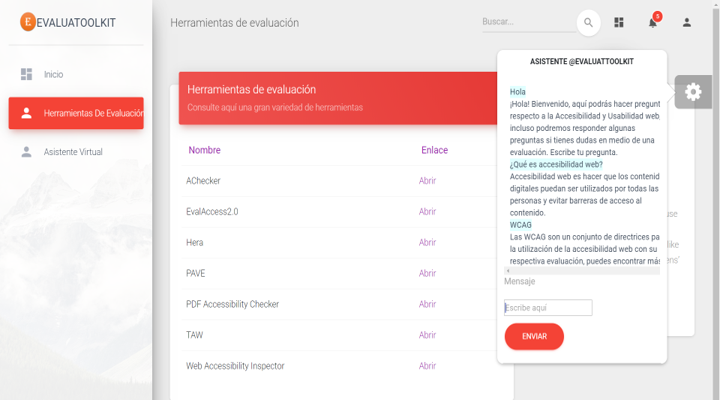 EVALUATOOLKIT
Inicio
Herramientas De Evaluación
Asistente Virtual
Herramientas de evaluación
Buscar...
5
Herramientas de evaluación
Consulte aquí una gran variedad de herramientas
Nombre Enlace
AChecker Abrir
EvalAccess2.0 Abrir
Hera Abrir
PAVE Abrir
PDF Accessibility Checker Abrir
TAW Abrir
Web Accessibility Inspector Abrir
ASISTENTE @EVALUATTOOLKIT
Hola
¡Hola! Bienvenido, aquí podrás hacer pregunt
respecto a la Accesibilidad y Usabilidad web
incluso podremos responder algunas
preguntas si tienes dudas en medio de una
evaluación. Escribe tu pregunta.
¿Qué es accesibilidad web?
Accesibilidad web es hacer que los contenid
digitales puedan ser utilizados por todas las
personas y evitar barreras de acceso al
contenido.
WCAG
Las WCAG son un conjunto de directrices pa
la utilización de la accesibilidad web con su
respectiva evaluación, puedes encontrar más
Mensaje
Escribe aquí
ENVIAR
use
like
ens'